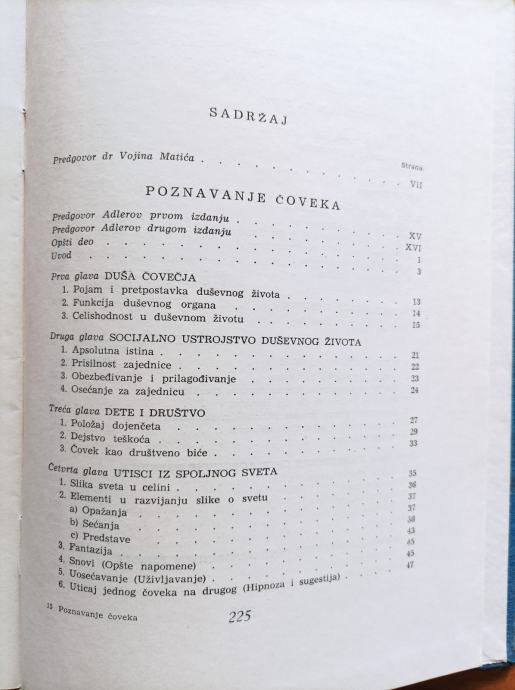 SADRŽAJ
Strana
Predgovor dr Vojina Matića . . . . . . . . . . . . VII
POZNAVANJE ČOVEKA
Predgovor Adlerov prvom izdanju . . . . . . . . . XV
Predgovor Adlerov drugom izdanju . . . . . . . . . XVI
Opšti deo . . . . . . . . . . . . 1
Uvod . . . . . . . . . . . . 3
Prva glava DUŠA ČOVEČJA
1. Pojam i pretpostavka duševnog života . . . . . . 13
2. Funkcija duševnog organa . . . . . . . . 14
3. Celishodnost u duševnom životu . . . . . . . 15
Druga glava SOCIJALNO USTROJSTVO DUŠEVNOG ŽIVOTA
1. Apsolutna istina . . . . . . . . . . . 21
2. Prisilnost zajednice . . . . . . . . . . 22
3. Obezbeđivanje i prilagođivanje . . . . . . . 23
4. Osećanje za zajednicu . . . . . . . . . 24
Treća glava DETE I DRUŠTVO
1. Položaj dojenčeta . . . . . . . . . . 27
2. Dejstvo teškoća . . . . . . . . . . 29
3. Čovek kao društveno biće . . . . . . . . 33
Četvrta glava UTISCI IZ SPOLJNOG SVETA
1. Slika sveta u celini . . . . . . . . . . 35
2. Elementi u razvijanju slike o svetu . . . . . . 36
a) Opažanja . . . . . . . . . . . 37
b) Sećanja . . . . . . . . . . . 37
c) Predstave . . . . . . . . . . . 38
3. Fantazija . . . . . . . . . . . . 43
4. Snovi (Opšte napomene) . . . . . . . . . 45
5. Uosećavanje (Uživljavanje) . . . . . . . . 45
6. Uticaj jednog čoveka na drugog (Hipnoza i sugestija) . . . 47
15 Poznavanje čoveka
225